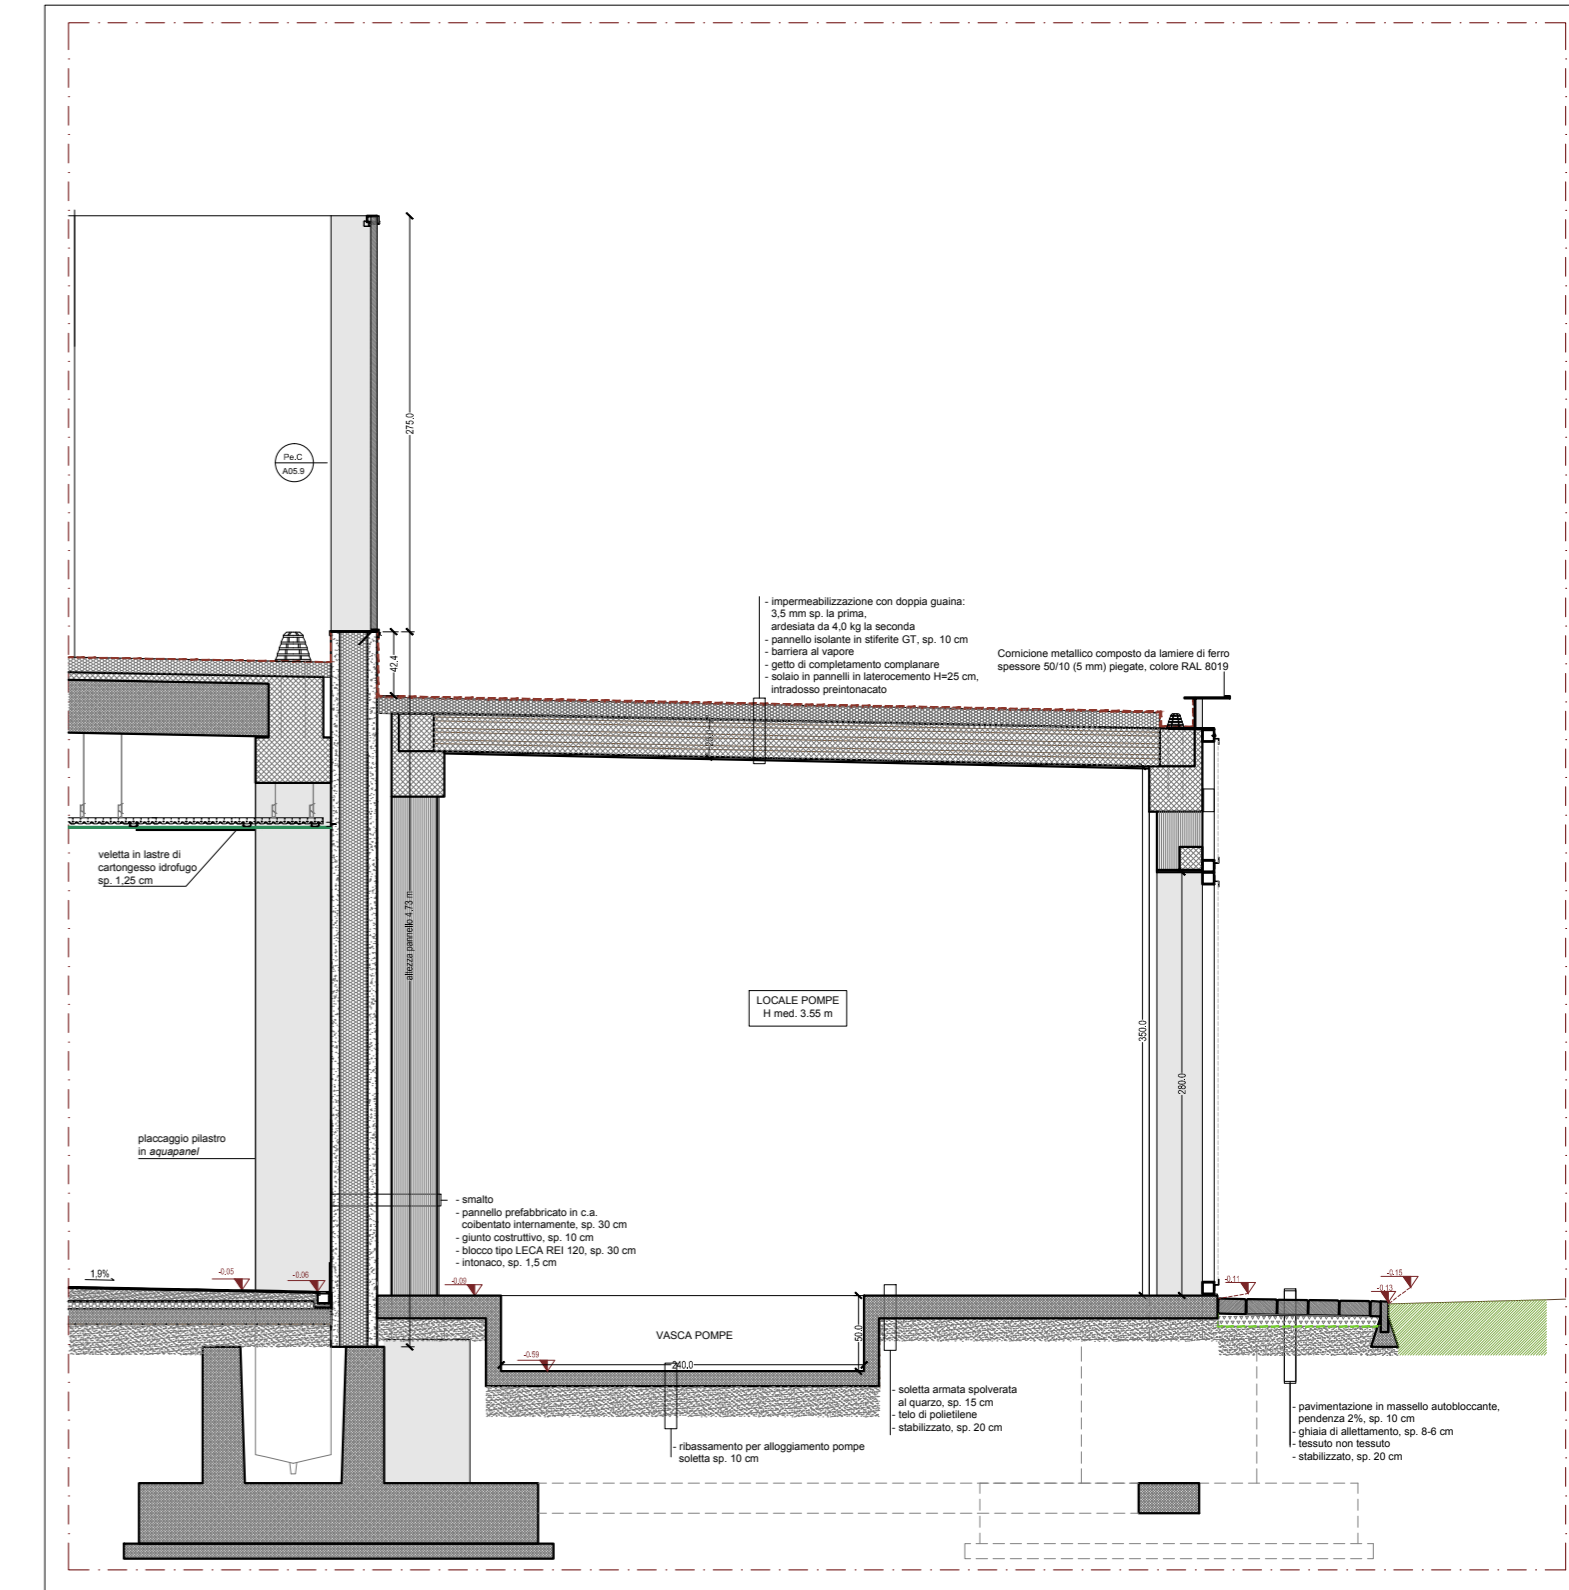 275.0
Pe.C
A05.9
- impermeabilizzazione con doppia guaina:
3,5 mm sp. la prima,
ardesiata da 4,0 kg la seconda
- pannello isolante in stiferite GT, sp. 10 cm
- barriera al vapore
- getto di completamento complanare
- solaio in pannelli in laterocemento H=25 cm,
intradosso preintonacato
Cornicione metallico composto da lamiere di ferro
spessore 50/10 (5 mm) piegate, colore RAL 8019
42,4
veletta in lastre di
cartongesso idrofugo
sp. 1,25 cm
altezza pannello 4.73 m
LOCALE POMPE
H med. 3.55 m
350.0
280.0
placcaggio pilastro
in aquapanel
- smalto
- pannello prefabbricato in c.a.
coibentato internamente, sp. 30 cm
- giunto costruttivo, sp. 10 cm
- blocco tipo LECA REI 120, sp. 30 cm
- intonaco, sp. 1,5 cm
1,9%
-0.05
-0.06
-0.09
-0.11
-0.13
-0.15
VASCA POMPE
50.0
-0.59
240.0
- soletta armata spolverata
al quarzo, sp. 15 cm
- telo di polietilene
- stabilizzato, sp. 20 cm
- ribassamento per alloggiamento pompe
soletta sp. 10 cm
- pavimentazione in massello autobloccante,
pendenza 2%, sp. 10 cm
- ghiaia di allettamento, sp. 8-6 cm
- tessuto non tessuto
- stabilizzato, sp. 20 cm